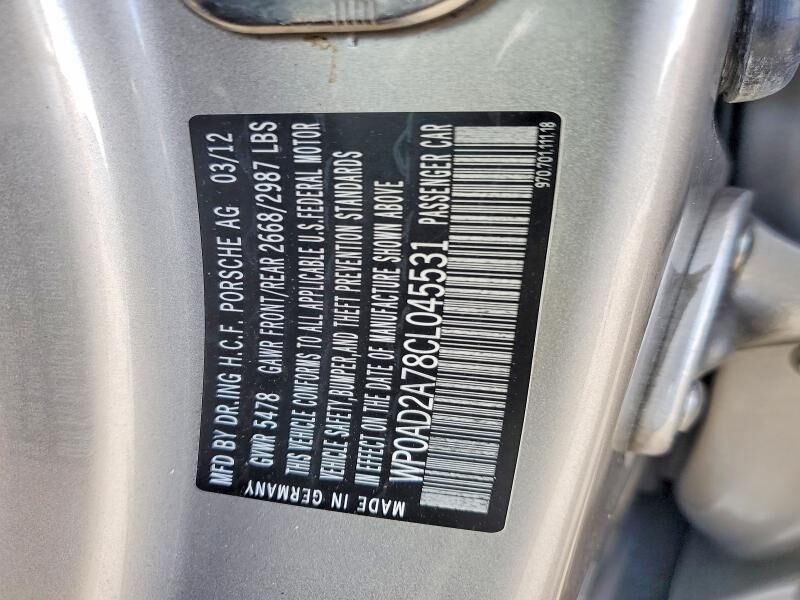 MFD BY DR.ING H.C.F. PORSCHE AG 03/12
GVWR 5478 GAWR FRONT/REAR 2668/2987 LBS
THIS VEHICLE CONFORMS TO ALL APPLICABLE U.S.FEDERAL MOTOR
VEHICLE SAFETY,BUMPER,AND THEFT PREVENTION STANDARDS
IN EFFECT ON THE DATE OF MANUFACTURE SHOWN ABOVE
WP0AD2A78CL045531 PASSENGER CAR
MADE IN GERMANY
970.701.111.18